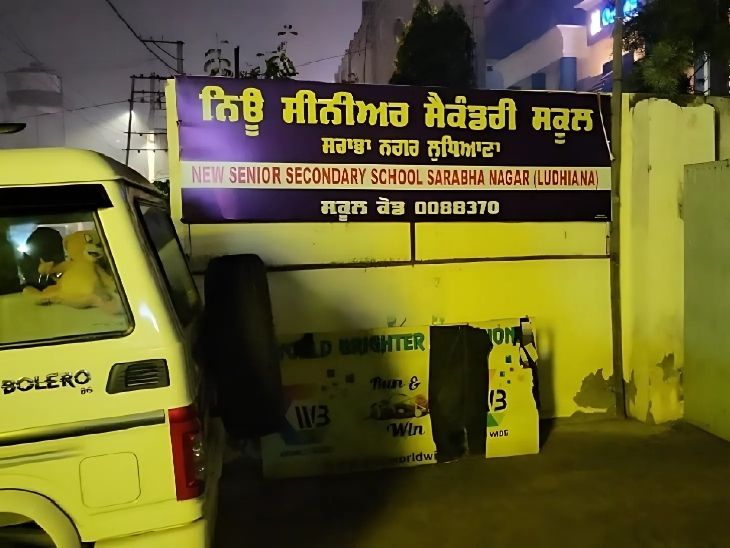 ਨਿਊ ਸੀਨੀਅਰ ਸੈਕੰਡਰੀ ਸਕੂਲ
ਸਰਾਭਾ ਨਗਰ ਲੁਧਿਆਣਾ
NEW SENIOR SECONDARY SCHOOL SARABHA NAGAR (LUDHIANA)
ਸਕੂਲ ਕੋਡ 0088370
BOLERO
BRIGHTER
Run &
Win